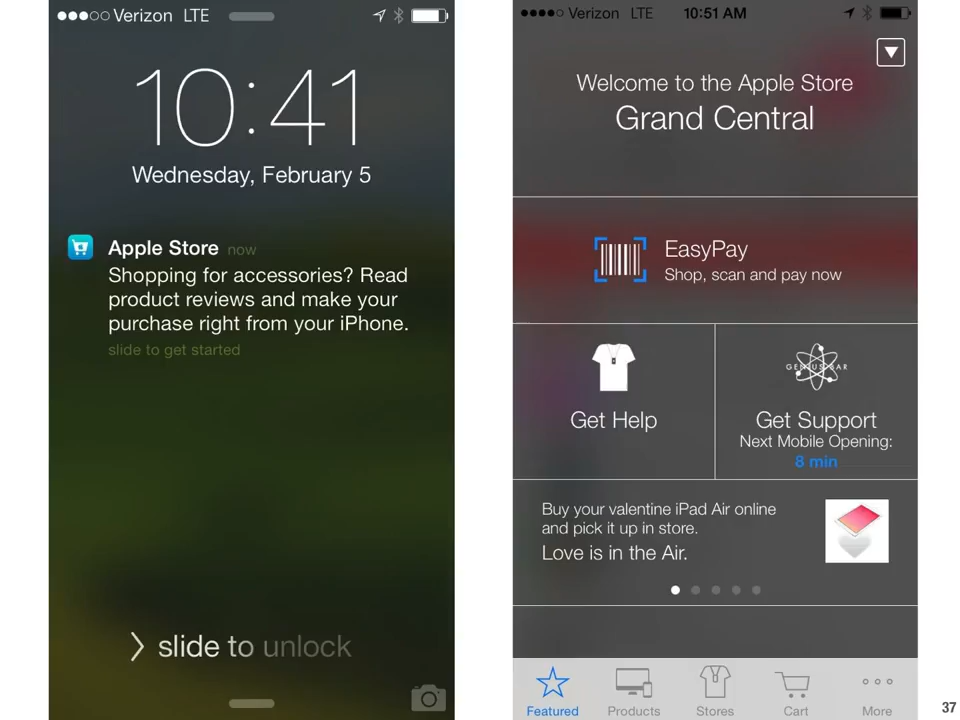 Verizon LTE
10:41
Wednesday, February 5
Apple Store now
Shopping for accessories? Read
product reviews and make your
purchase right from your iPhone.
slide to get started
slide to unlock
Verizon LTE 10:51 AM
Welcome to the Apple Store
Grand Central
EasyPay
Shop, scan and pay now
Get Help
GENIUS BAR
Get Support
Next Mobile Opening:
8 min
Buy your valentine iPad Air online
and pick it up in store.
Love is in the Air.
Featured Products Stores Cart More
37